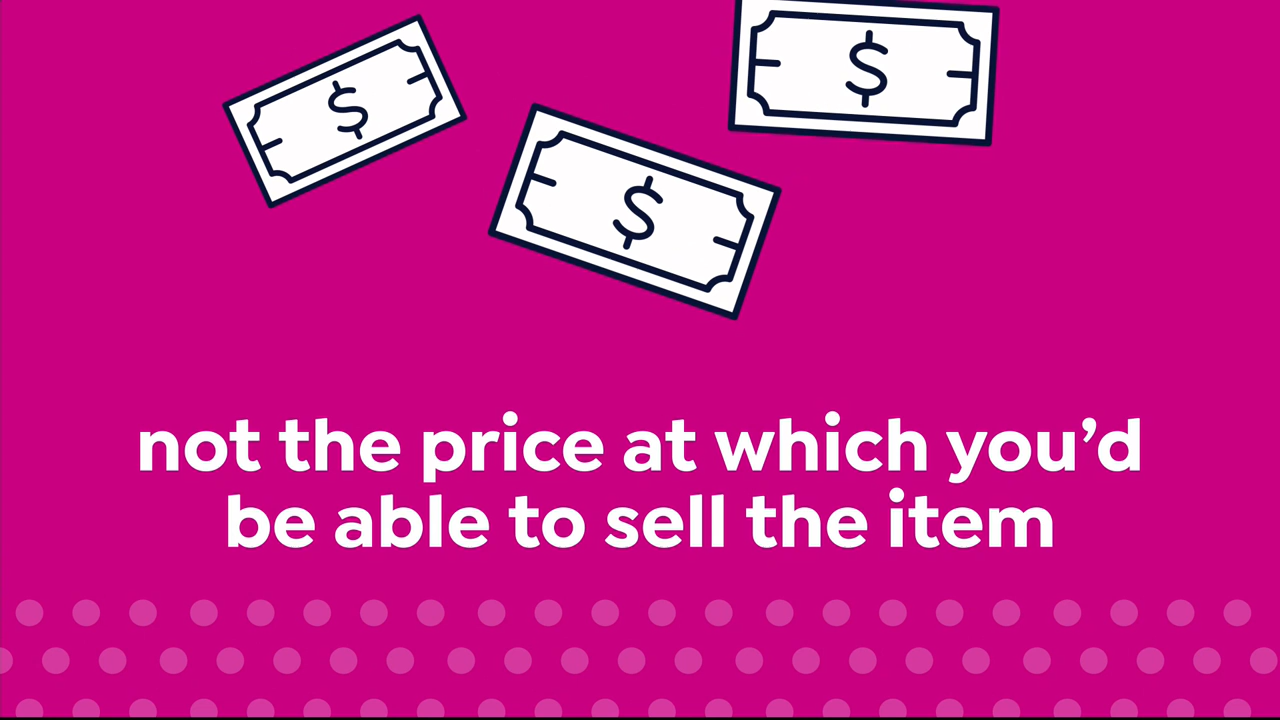 $
$
$
not the price at which you’d
be able to sell the item